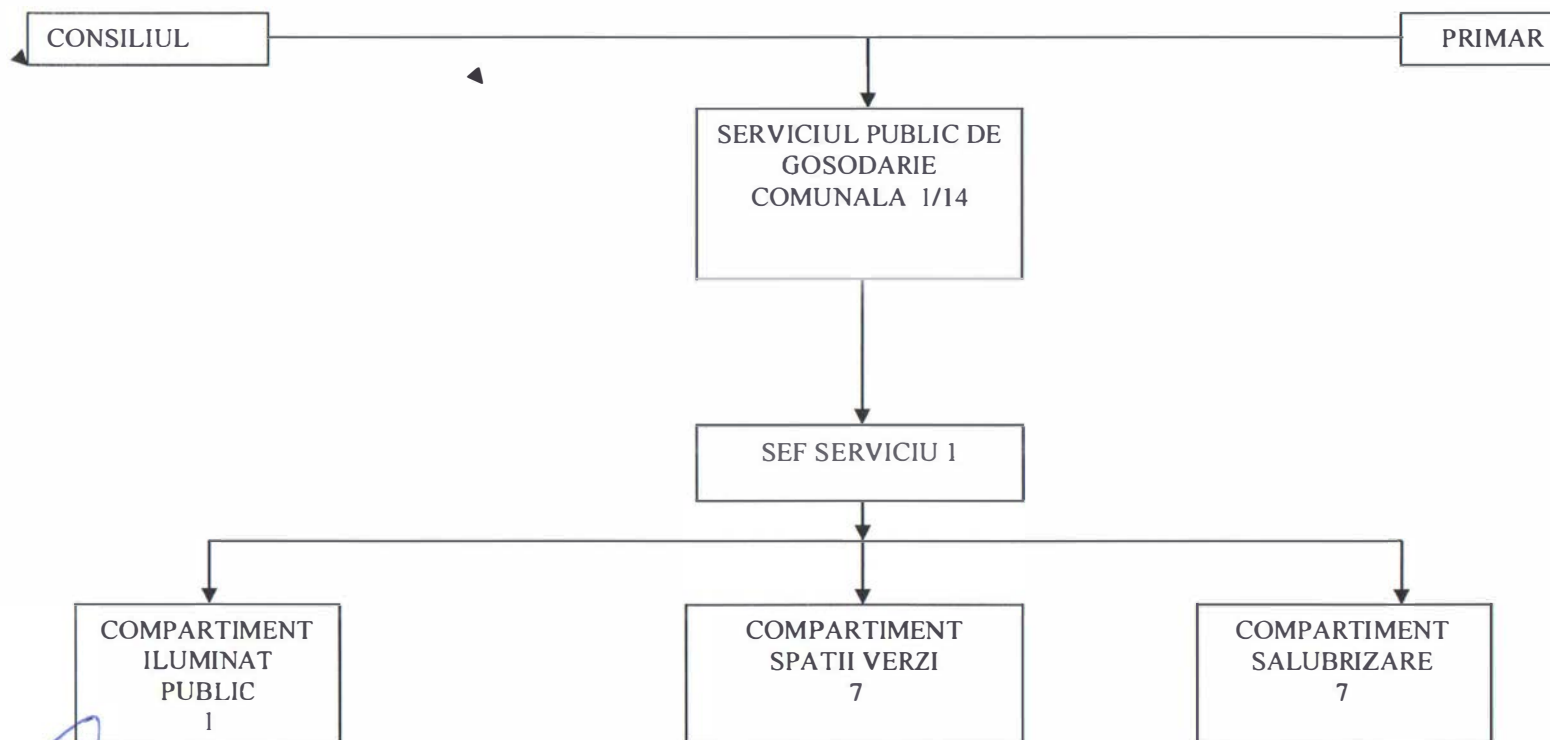 CONSILIUL
PRIMAR
SERVICIUL PUBLIC DE
GOSODARIE
COMUNALA 1/14
SEF SERVICIU 1
COMPARTIMENT
ILUMINAT
PUBLIC
1
COMPARTIMENT
SPATII VERZI
7
COMPARTIMENT
SALUBRIZARE
7